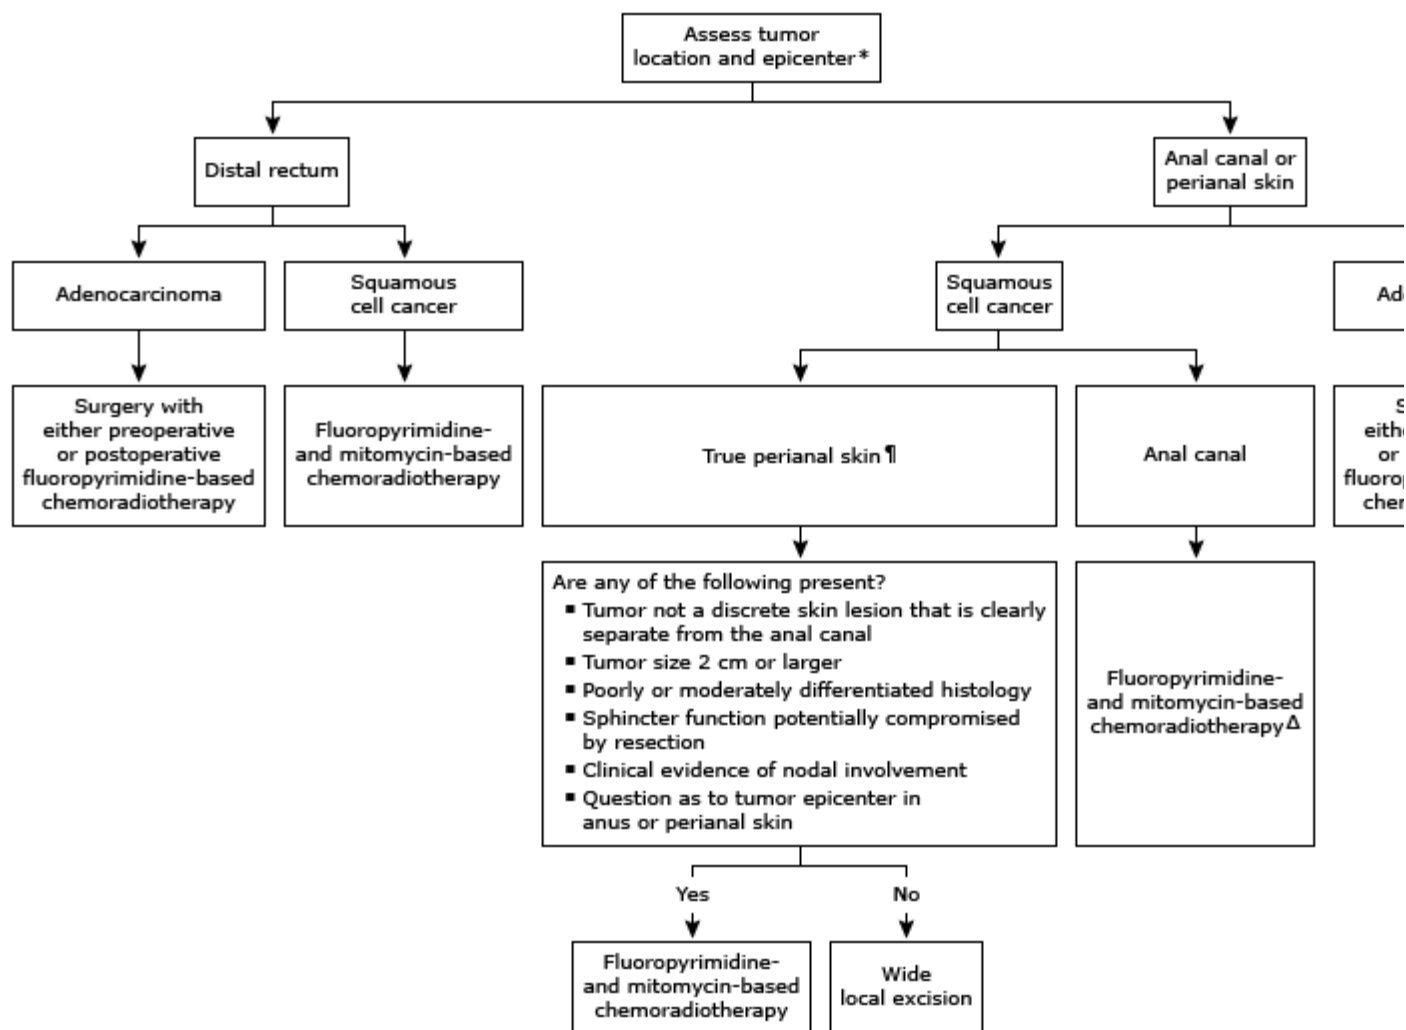 Assess tumor
location and epicenter*
Distal rectum
Anal canal or
perianal skin
Adenocarcinoma
Squamous
cell cancer
Squamous
cell cancer
Surgery with
either preoperative
or postoperative
fluoropyrimidine-based
chemoradiotherapy
Fluoropyrimidine-
and mitomycin-based
chemoradiotherapy
True perianal skin¶
Anal canal
or
Are any of the following present?
▪ Tumor not a discrete skin lesion that is clearly
separate from the anal canal
▪ Tumor size 2 cm or larger
▪ Poorly or moderately differentiated histology
▪ Sphincter function potentially compromised
by resection
▪ Clinical evidence of nodal involvement
▪ Question as to tumor epicenter in
anus or perianal skin
Fluoropyrimidine-
and mitomycin-based
chemoradiotherapyΔ
Yes
No
Fluoropyrimidine-
and mitomycin-based
chemoradiotherapy
Wide
local excision